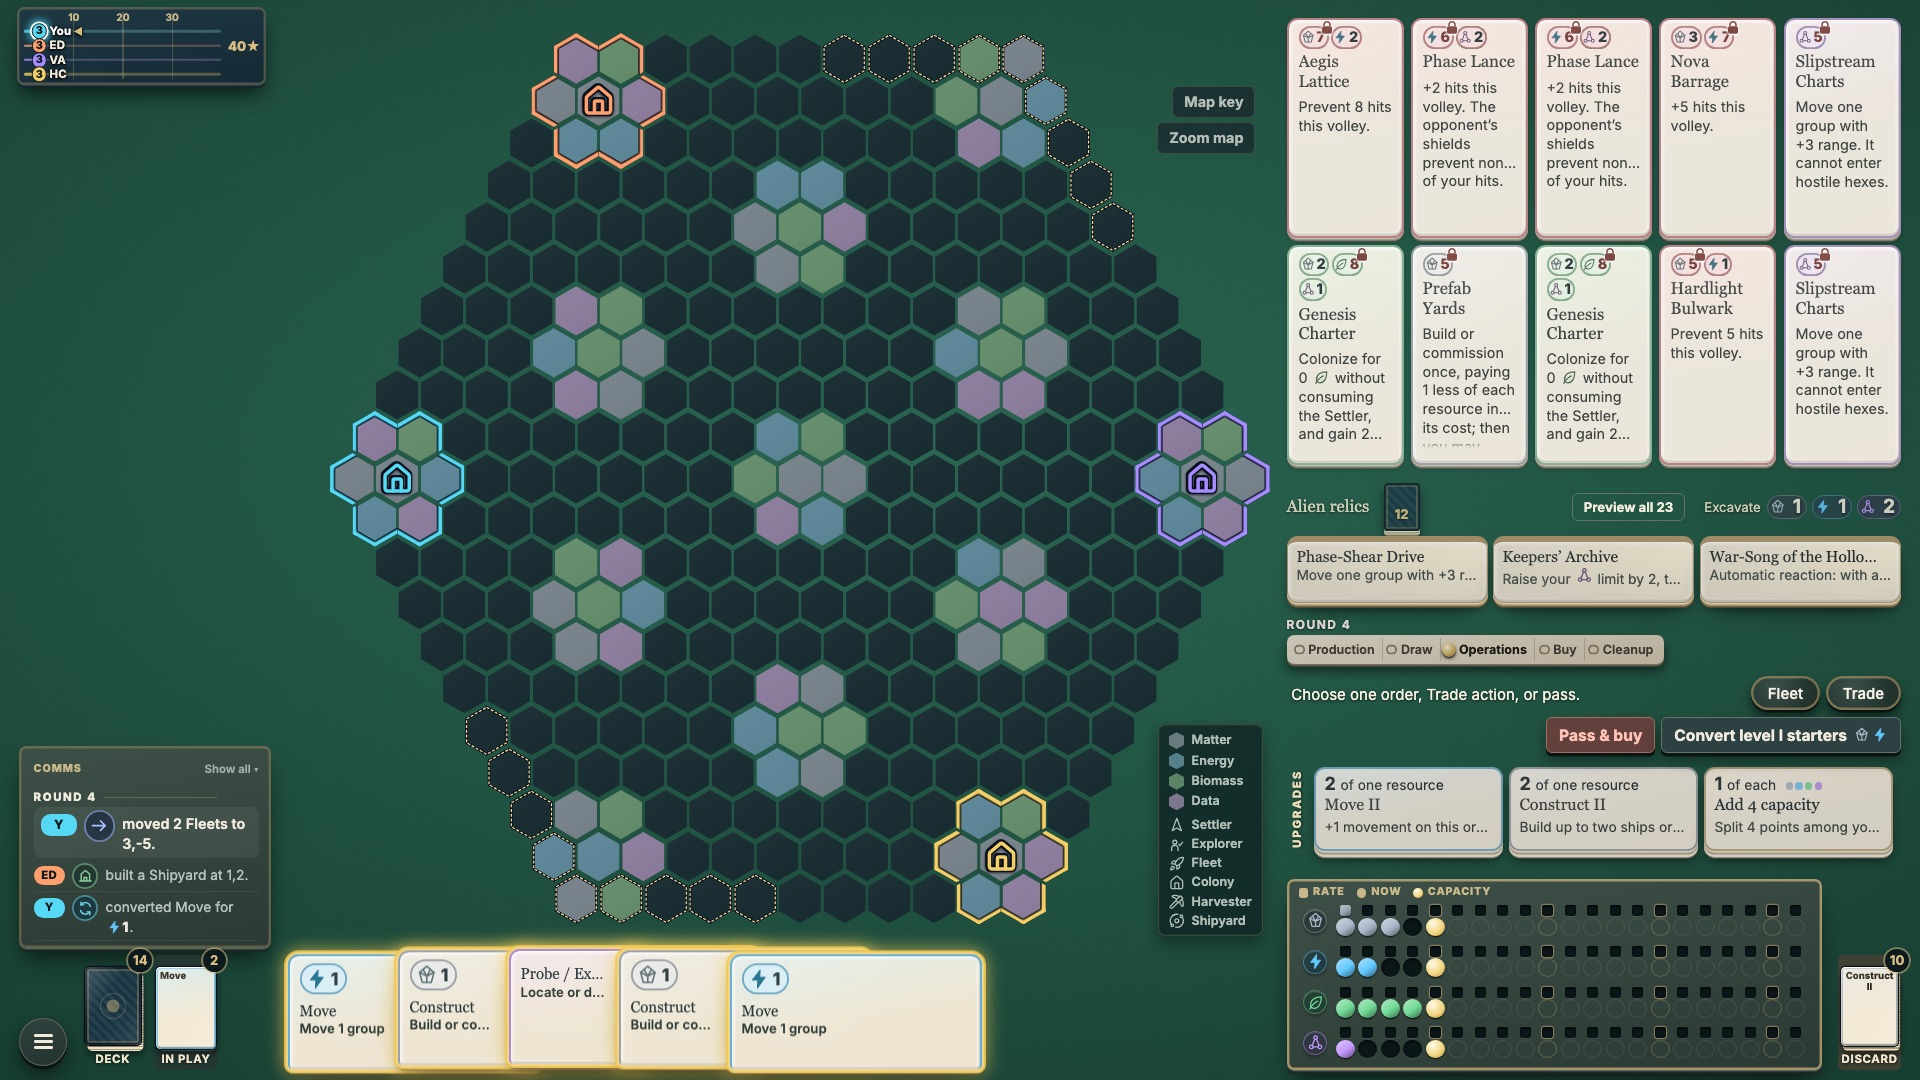 10 20 30
3 You
3 ED
3 VA
3 HC
40★
Map key
Zoom map
7 2
Aegis
Lattice
Prevent 8 hits
this volley.
6 2
Phase Lance
+2 hits this
volley. The
opponent's
shields
prevent non...
of your hits.
6 2
Phase Lance
+2 hits this
volley. The
opponent's
shields
prevent non...
of your hits.
3 7
Nova
Barrage
+5 hits this
volley.
5
Slipstream
Charts
Move one
group with
+3 range. It
cannot enter
hostile hexes.
2 8
1
Genesis
Charter
Colonize for
0 without
consuming
the Settler,
and gain 2...
5
Prefab
Yards
Build or
commission
once, paying
1 less of each
resource in...
its cost; then
you may
2 8
1
Genesis
Charter
Colonize for
0 without
consuming
the Settler,
and gain 2...
5 1
Hardlight
Bulwark
Prevent 5 hits
this volley.
5
Slipstream
Charts
Move one
group with
+3 range. It
cannot enter
hostile hexes.
Alien relics
12
Preview all 23
Excavate 1 1 2
Phase-Shear Drive
Move one group with +3 r...
Keepers' Archive
Raise your limit by 2, t...
War-Song of the Hollo...
Automatic reaction: with a...
ROUND 4
Production Draw Operations Buy Cleanup
Choose one order, Trade action, or pass.
Fleet
Trade
Pass & buy
Convert level I starters
UPGRADES
2 of one resource
Move II
+1 movement on this or...
2 of one resource
Construct II
Build up to two ships or...
1 of each
Add 4 capacity
Split 4 points among yo...
RATE NOW CAPACITY
Matter
Energy
Biomass
Data
Settler
Explorer
Fleet
Colony
Harvester
Shipyard
COMMS
Show all
ROUND 4
Y moved 2 Fleets to
3,-5.
ED built a Shipyard at 1,2.
Y converted Move for
1.
14
DECK
2
Move
IN PLAY
1
Move
Move 1 group
1
Construct
Build or co...
Probe / Ex...
Locate or d...
1
Construct
Build or co...
1
Move
Move 1 group
10
Construct
II
DISCARD